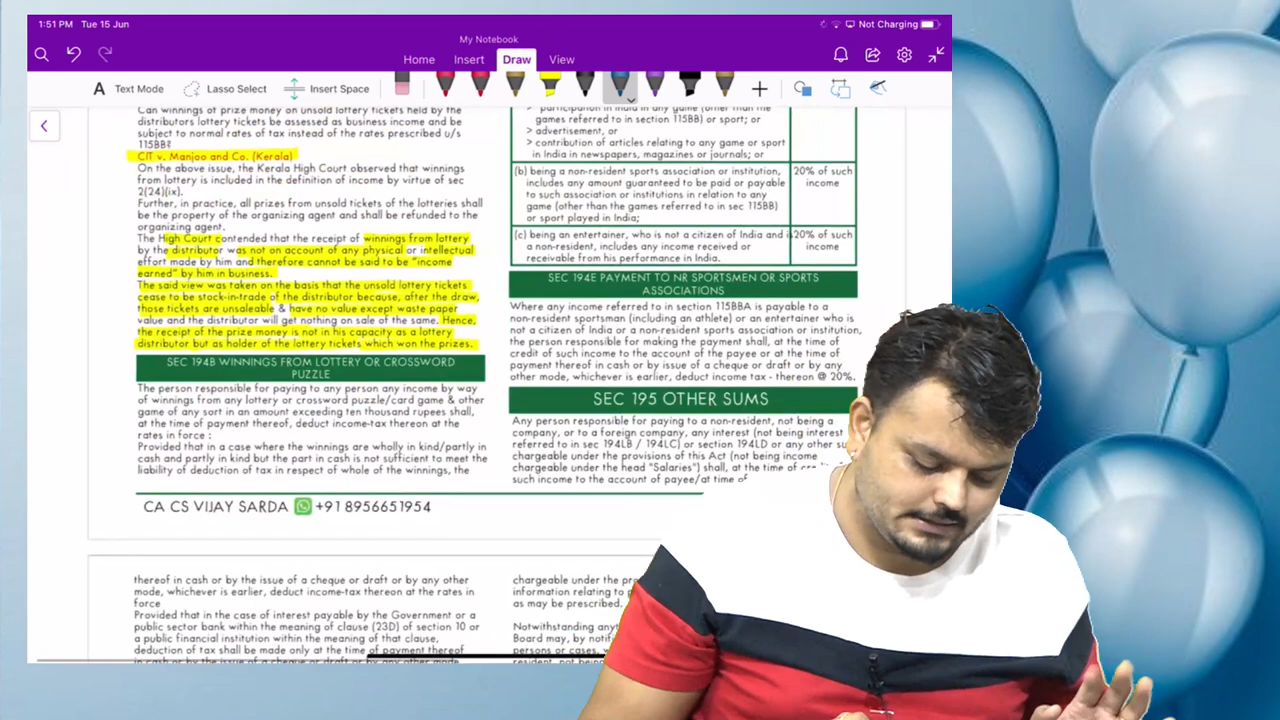 1:51 PM Tue 15 Jun
Not Charging
My Notebook
Home Insert Draw View
A Text Mode Lasso Select Insert Space
Can winnings of prize money on unsold lottery tickets held by the
distributors lottery tickets be assessed as business income and be
subject to normal rates of tax instead of the rates prescribed u/s
115BB?
CIT v. Manjoo and Co. (Kerala)
On the above issue, the Kerala High Court observed that winnings
from lottery is included in the definition of income by virtue of sec
2(24)(ix).
Further, in practice, all prizes from unsold tickets of the lotteries shall
be the property of the organizing agent and shall be refunded to the
organizing agent.
The High Court contended that the receipt of winnings from lottery
by the distributor was not on account of any physical or intellectual
effort made by him and therefore cannot be said to be "income
earned" by him in business.
The said view was taken on the basis that the unsold lottery tickets
cease to be stock-in-trade of the distributor because, after the draw,
those tickets are unsaleable & have no value except waste paper
value and the distributor will get nothing on sale of the same. Hence,
the receipt of the prize money is not in his capacity as a lottery
distributor but as holder of the lottery tickets which won the prizes.
SEC 194B WINNINGS FROM LOTTERY OR CROSSWORD
PUZZLE
The person responsible for paying to any person any income by way
of winnings from any lottery or crossword puzzle/card game & other
game of any sort in an amount exceeding ten thousand rupees shall,
at the time of payment thereof, deduct income-tax thereon at the
rates in force :
Provided that in a case where the winnings are wholly in kind/partly in
cash and partly in kind but the part in cash is not sufficient to meet the
liability of deduction of tax in respect of whole of the winnings, the
> participation in India in any game (other than the
games referred to in section 115BB) or sport; or
> advertisement, or
> contribution of articles relating to any game or sport
in India in newspapers, magazines or journals; or
(b) being a non-resident sports association or institution,
includes any amount guaranteed to be paid or payable
to such association or institutions in relation to any
game (other than the games referred to in sec 115BB)
or sport played in India;
20% of such
income
(c) being an entertainer, who is not a citizen of India and is
a non-resident, includes any income received or
receivable from his performance in India.
20% of such
income
SEC 194E PAYMENT TO NR SPORTSMEN OR SPORTS
ASSOCIATIONS
Where any income referred to in section 115BBA is payable to a
non-resident sportsman (including an athlete) or an entertainer who is
not a citizen of India or a non-resident sports association or institution,
the person responsible for making the payment shall, at the time of
credit of such income to the account of the payee or at the time of
payment thereof in cash or by issue of a cheque or draft or by any
other mode, whichever is earlier, deduct income tax - thereon @ 20%.
SEC 195 OTHER SUMS
Any person responsible for paying to a non-resident, not being a
company, or to a foreign company, any interest (not being interest
referred to in sec 194LB / 194LC) or section 194LD or any other
chargeable under the provisions of this Act (not being income
chargeable under the head "Salaries") shall, at the time of
such income to the account of payee/at time of
CA CS VIJAY SARDA +91 8956651954
thereof in cash or by the issue of a cheque or draft or by any other
mode, whichever is earlier, deduct income-tax thereon at the rates in
force
Provided that in the case of interest payable by the Government or a
public sector bank within the meaning of clause (23D) of section 10 or
a public financial institution within the meaning of that clause,
deduction of tax shall be made only at the time of payment thereof
in cash or by the issue of a cheque or draft or by any other mode
chargeable under the
information relating to
as may be prescribed.
Notwithstanding
Board may, by
persons or cases,
resident, not being